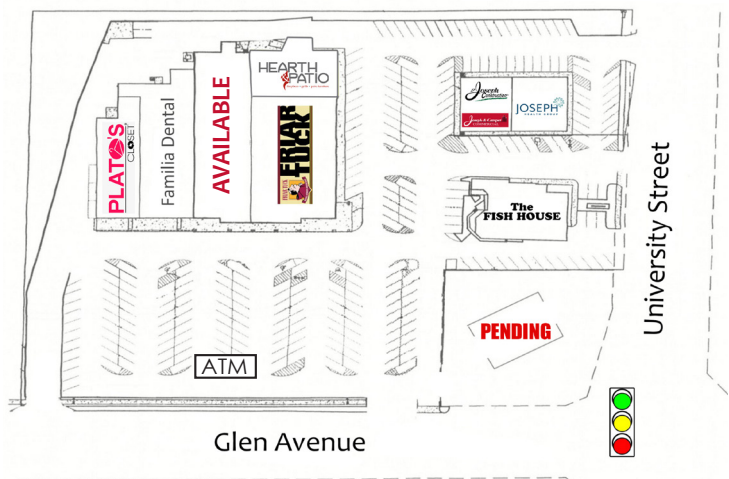 PLATO'S
CLOSET
Familia Dental
AVAILABLE
HEARTH
& PATIO
FRIAR
TUCK
Joseph
JOSEPH
The
FISH HOUSE
University Street
PENDING
ATM
Glen Avenue